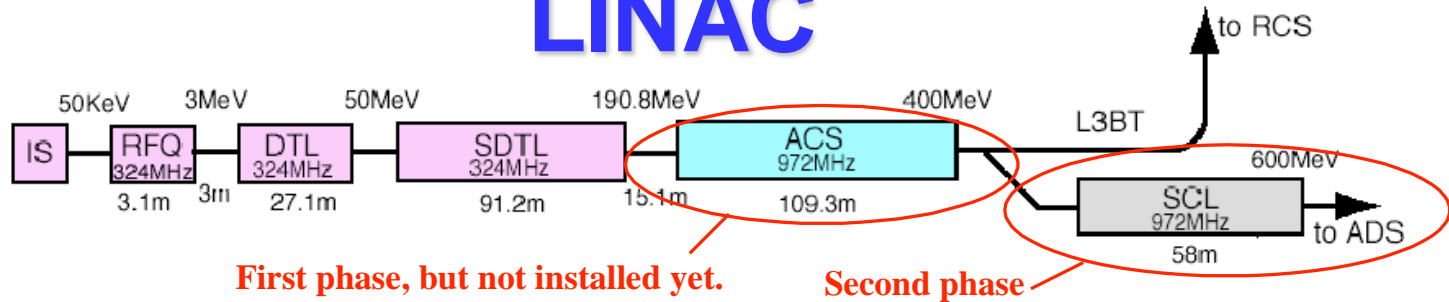 LINAC
to RCS
50KeV
3MeV
50MeV
190.8MeV
400MeV
L3BT
IS
RFQ
324MHz
DTL
324MHz
SDTL
324MHz
ACS
972MHz
600MeV
SCL
972MHz
to ADS
3.1m
3m
27.1m
91.2m
15.1m
109.3m
58m
First phase, but not installed yet.
Second phase